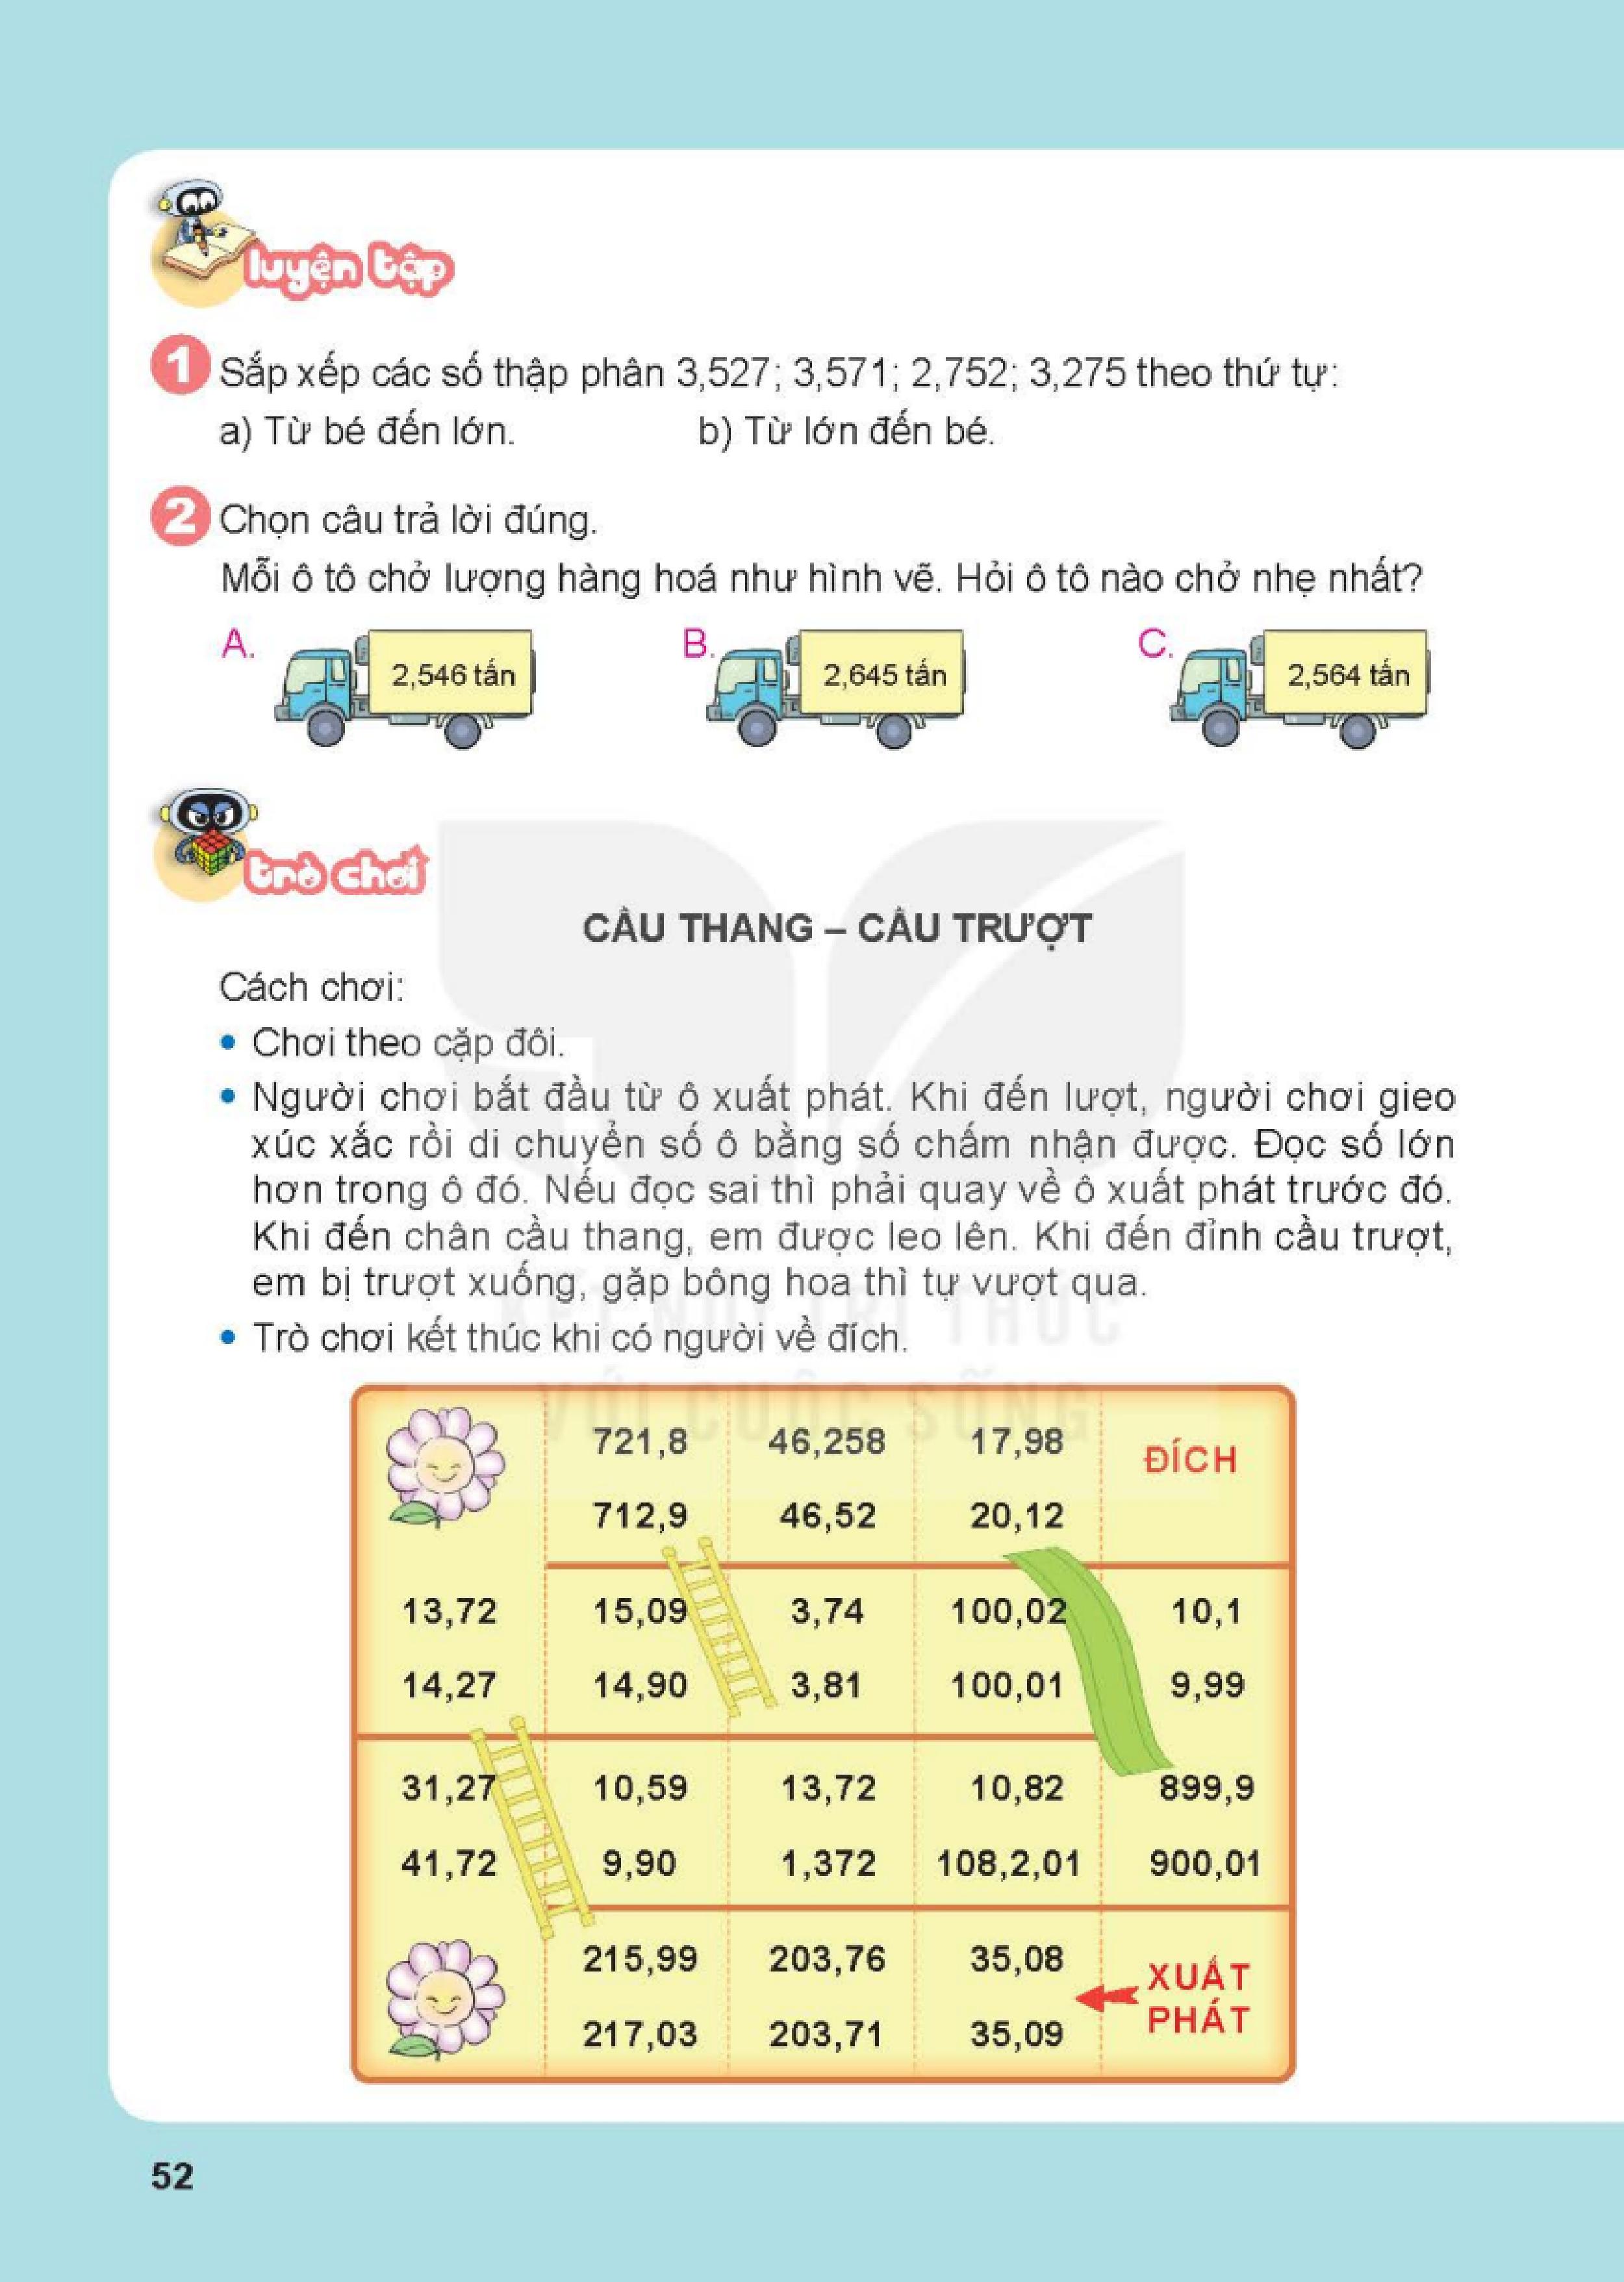 luyện tập
1 Sắp xếp các số thập phân 3,527; 3,571; 2,752; 3,275 theo thứ tự:
a) Từ bé đến lớn. b) Từ lớn đến bé.
2 Chọn câu trả lời đúng.
Mỗi ô tô chở lượng hàng hoá như hình vẽ. Hỏi ô tô nào chở nhẹ nhất?
A. 2,546 tấn B. 2,645 tấn C. 2,564 tấn
trò chơi
CẦU THANG – CẦU TRƯỢT
Cách chơi:
• Chơi theo cặp đôi.
• Người chơi bắt đầu từ ô xuất phát. Khi đến lượt, người chơi gieo
xúc xắc rồi di chuyển số ô bằng số chấm nhận được. Đọc số lớn
hơn trong ô đó. Nếu đọc sai thì phải quay về ô xuất phát trước đó.
Khi đến chân cầu thang, em được leo lên. Khi đến đỉnh cầu trượt,
em bị trượt xuống, gặp bông hoa thì tự vượt qua.
• Trò chơi kết thúc khi có người về đích.
KẾT NỐI TRI THỨC
VỚI CUỘC SỐNG
721,8 46,258 17,98 ĐÍCH
712,9 46,52 20,12
13,72 15,09 3,74 100,02 10,1
14,27 14,90 3,81 100,01 9,99
31,27 10,59 13,72 10,82 899,9
41,72 9,90 1,372 108,2,01 900,01
215,99 203,76 35,08 XUẤT
217,03 203,71 35,09 PHÁT
52